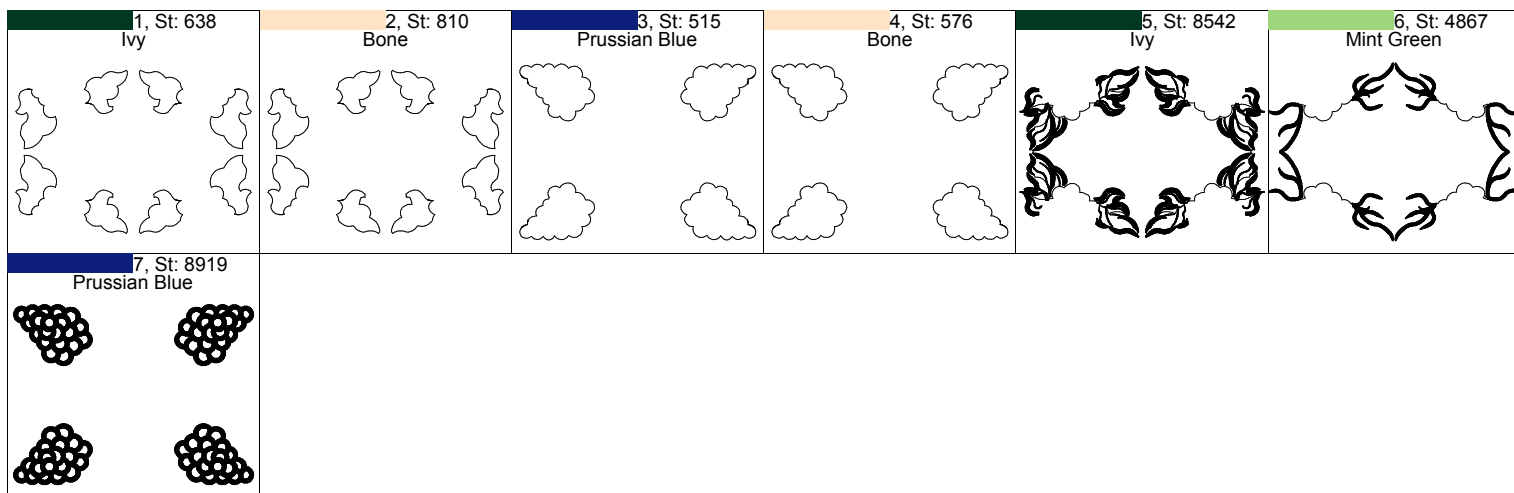 1, St: 638
Ivy
2, St: 810
Bone
3, St: 515
Prussian Blue
4, St: 576
Bone
5, St: 8542
Ivy
6, St: 4867
Mint Green
7, St: 8919
Prussian Blue